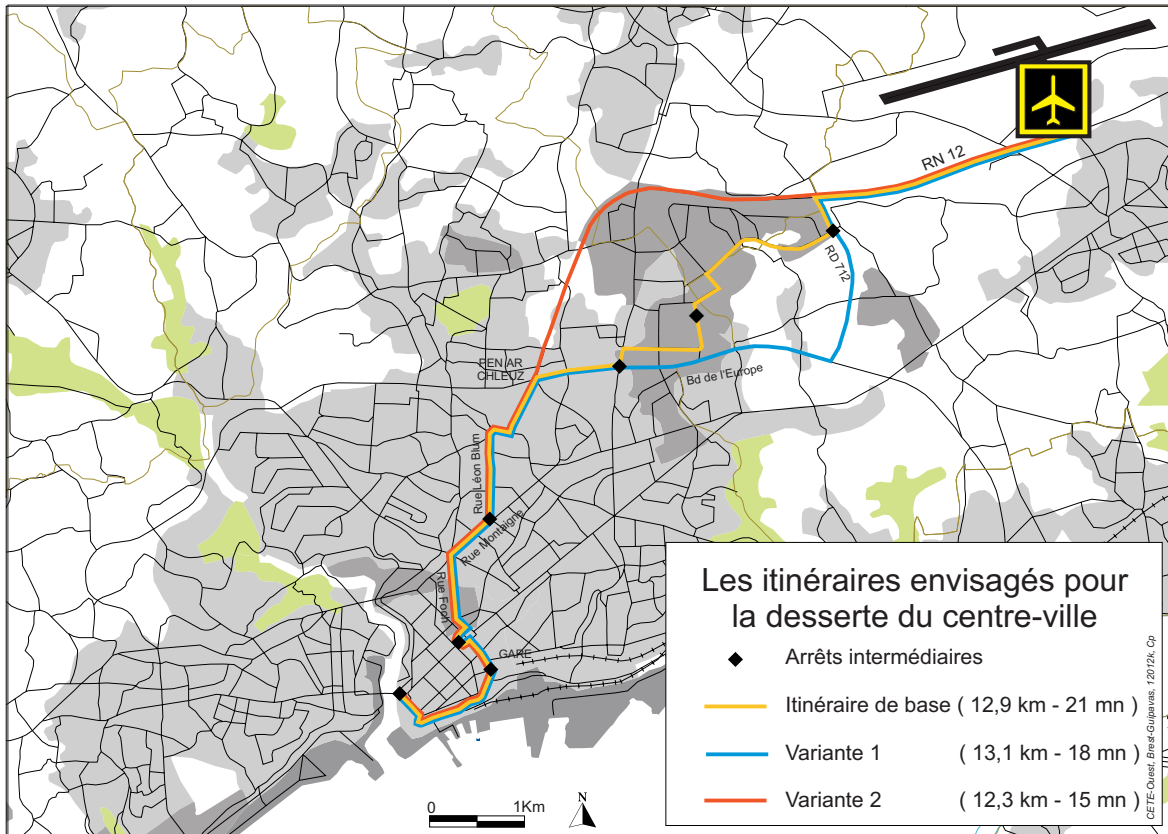 RN 12
RD 712
PEN AR
CHLEUZ
Bd de l'Europe
Rue Léon Blum
Rue Montaigne
Rue Foch
GARE
Les itinéraires envisagés pour
la desserte du centre-ville
Arrêts intermédiaires
Itinéraire de base ( 12,9 km - 21 mn )
Variante 1 ( 13,1 km - 18 mn )
Variante 2 ( 12,3 km - 15 mn )
CETE-Ouest, Brest-Guipavas, 12012k, Cp
0 1Km
N